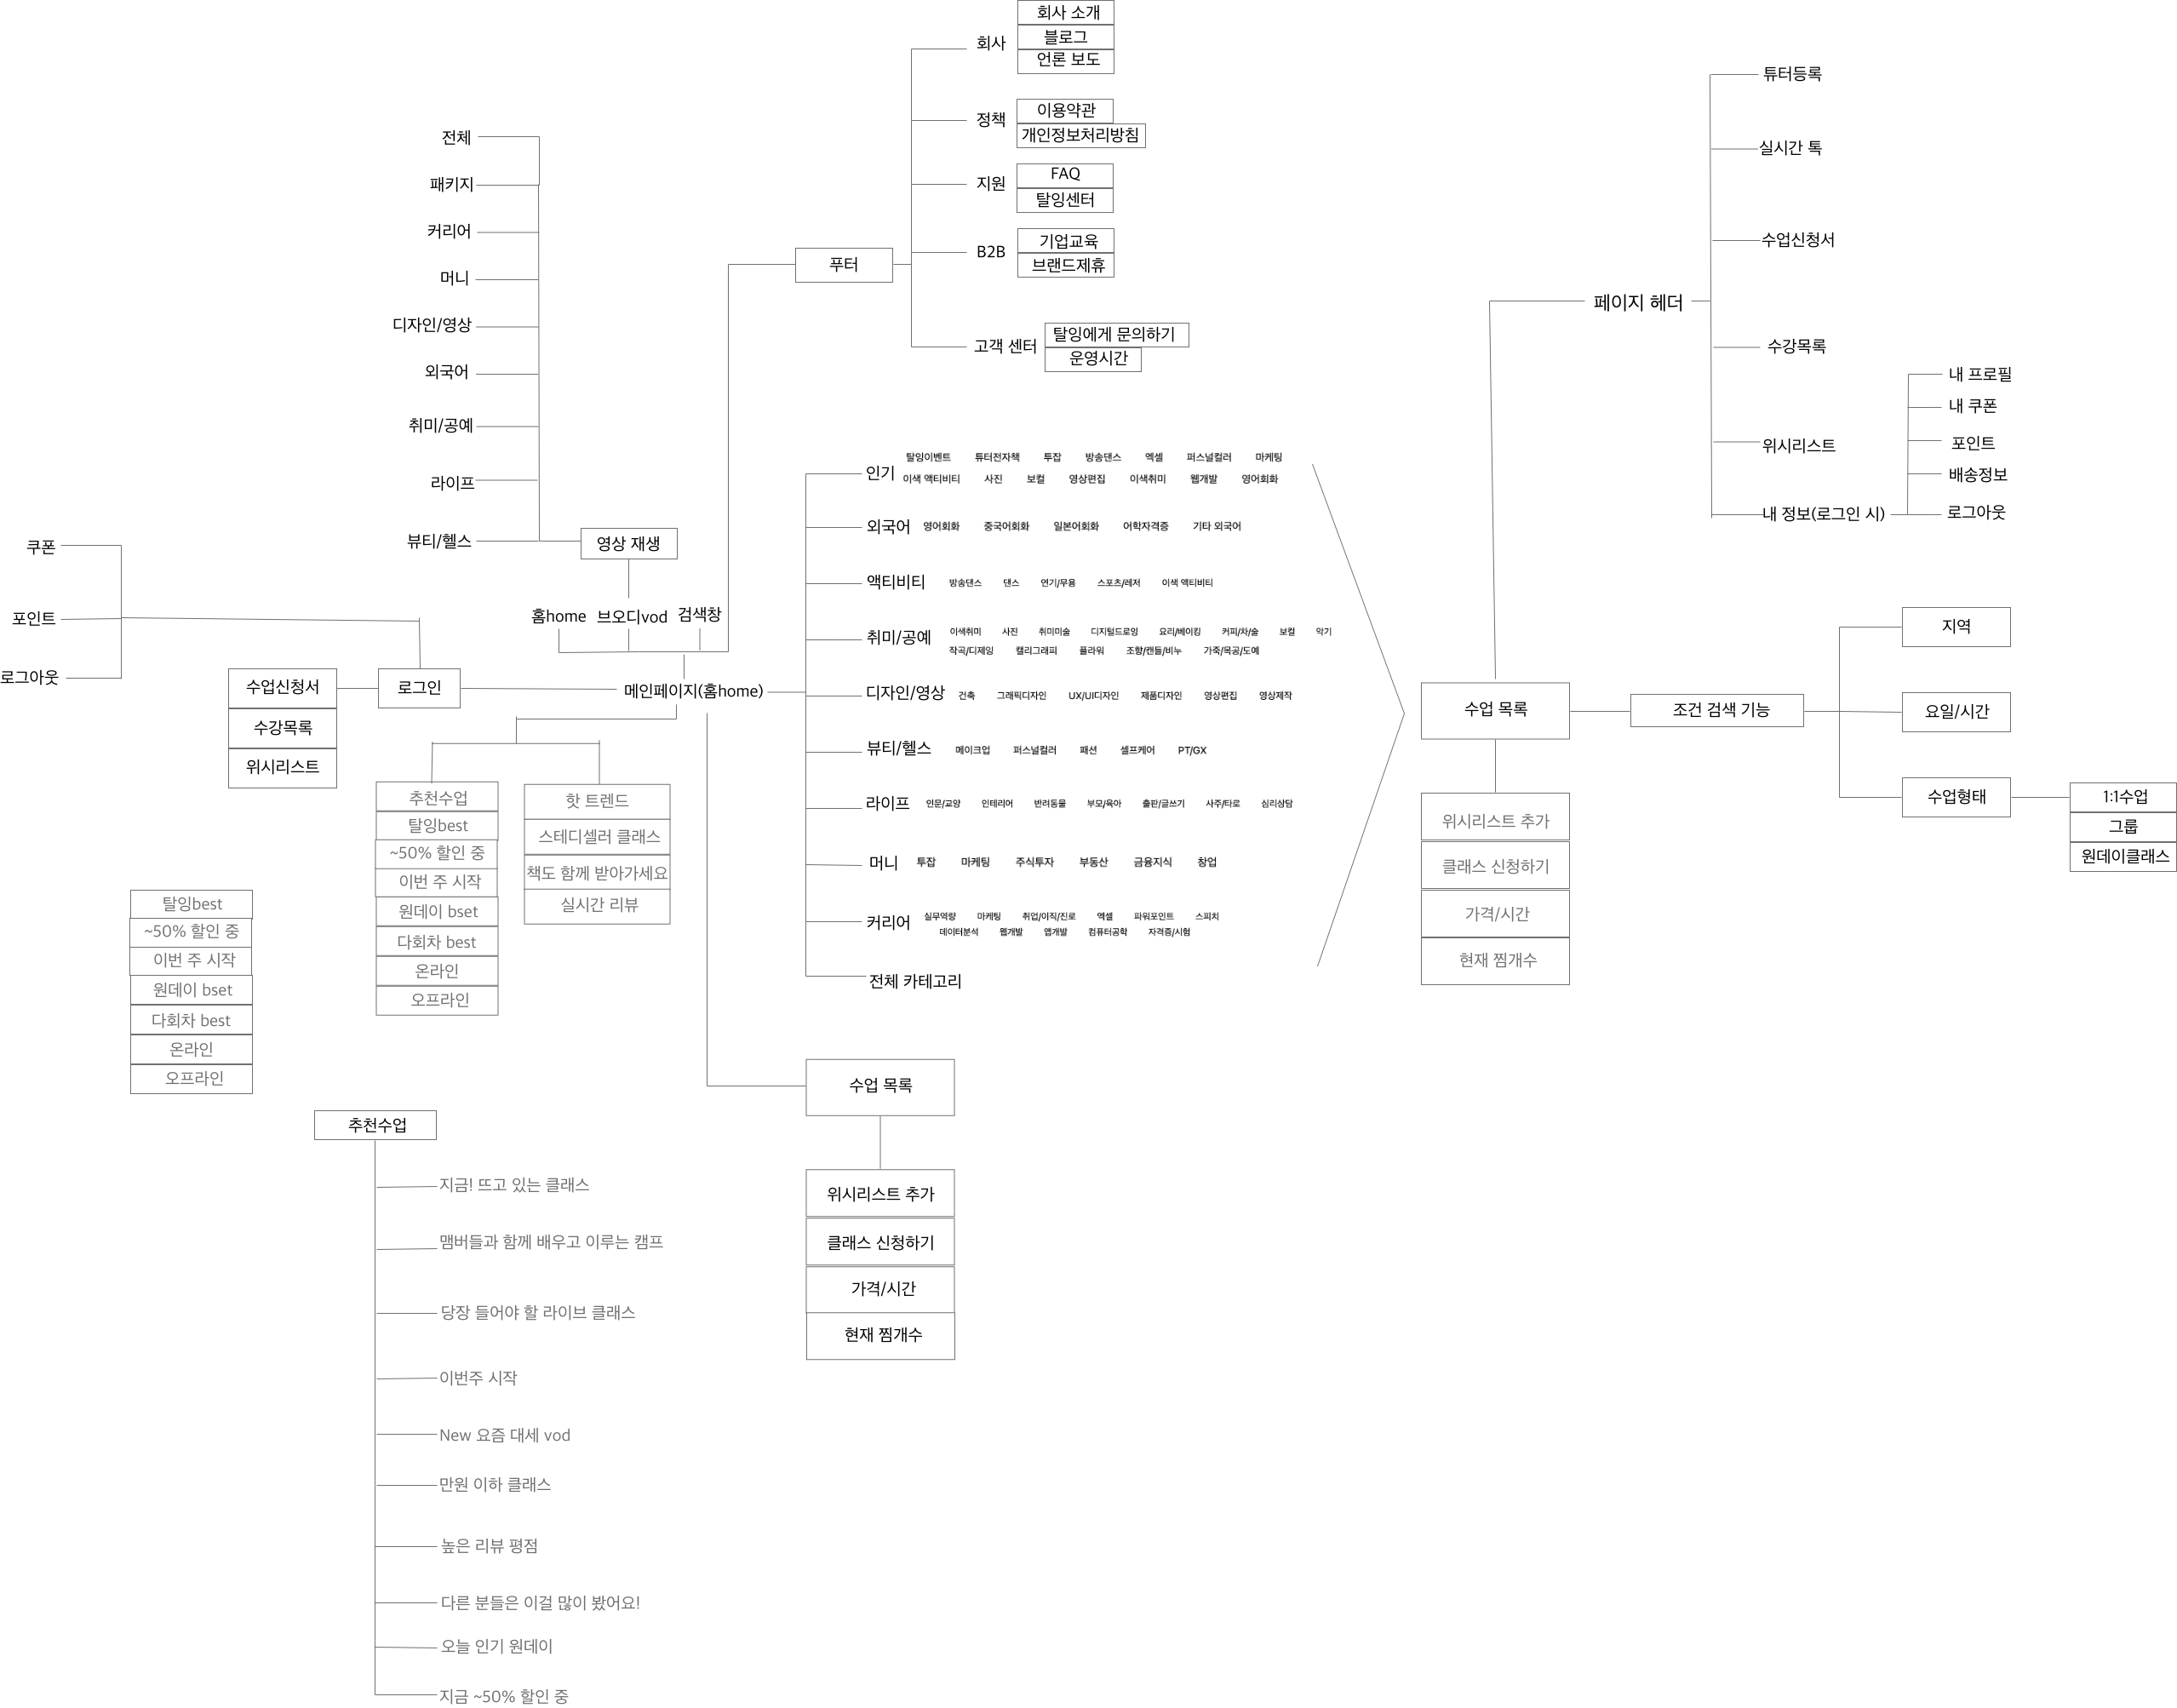 회사 소개
블로그
언론 보도
회사
이용약관
개인정보처리방침
정책
FAQ
탈잉센터
지원
기업교육
브랜드제휴
B2B
탈잉에게 문의하기
운영시간
고객 센터
푸터
튜터등록
실시간 톡
수업신청서
페이지 헤더
수강목록
위시리스트
내 정보(로그인 시)
내 프로필
내 쿠폰
포인트
배송정보
로그아웃
전체
패키지
커리어
머니
디자인/영상
외국어
취미/공예
라이프
뷰티/헬스
영상 재생
홈home 브오디vod 검색창
쿠폰
포인트
로그아웃
수업신청서
수강목록
위시리스트
로그인
메인페이지(홈home)
인기
탈잉이벤트 튜터전자책 투잡 방송댄스 엑셀 퍼스널컬러 마케팅
이색 액티비티 사진 보컬 영상편집 이색취미 웹개발 영어회화
외국어 영어회화 중국어회화 일본어회화 어학자격증 기타 외국어
액티비티 방송댄스 댄스 연기/무용 스포츠/레저 이색 액티비티
취미/공예 이색취미 사진 취미미술 디지털드로잉 요리/베이킹 커피/차/술 보컬 악기
작곡/디제잉 캘리그래피 플라워 조향/캔들/비누 가죽/목공/도예
디자인/영상 건축 그래픽디자인 UX/UI디자인 제품디자인 영상편집 영상제작
뷰티/헬스 메이크업 퍼스널컬러 패션 셀프케어 PT/GX
라이프 인문/교양 인테리어 반려동물 부모/육아 출판/글쓰기 사주/타로 심리상담
머니 투잡 마케팅 주식투자 부동산 금융지식 창업
커리어 실무역량 마케팅 취업/이직/진로 엑셀 파워포인트 스피치
데이터분석 웹개발 앱개발 컴퓨터공학 자격증/시험
전체 카테고리
수업 목록
위시리스트 추가
클래스 신청하기
가격/시간
현재 찜개수
조건 검색 기능
지역
요일/시간
수업형태
1:1수업
그룹
원데이클래스
추천수업
탈잉best
~50% 할인 중
이번 주 시작
원데이 bset
다회차 best
온라인
오프라인
핫 트렌드
스테디셀러 클래스
책도 함께 받아가세요
실시간 리뷰
탈잉best
~50% 할인 중
이번 주 시작
원데이 bset
다회차 best
온라인
오프라인
수업 목록
위시리스트 추가
클래스 신청하기
가격/시간
현재 찜개수
추천수업
지금! 뜨고 있는 클래스
맴버들과 함께 배우고 이루는 캠프
당장 들어야 할 라이브 클래스
이번주 시작
New 요즘 대세 vod
만원 이하 클래스
높은 리뷰 평점
다른 분들은 이걸 많이 봤어요!
오늘 인기 원데이
지금 ~50% 할인 중